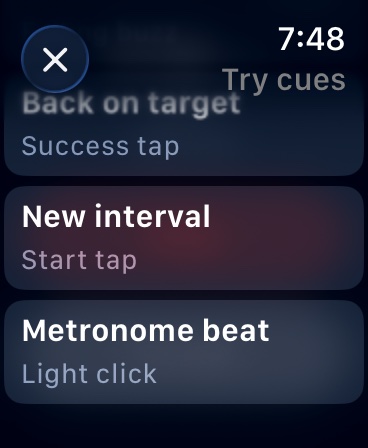 7:48
Try cues
Back on target
Success tap
New interval
Start tap
Metronome beat
Light click